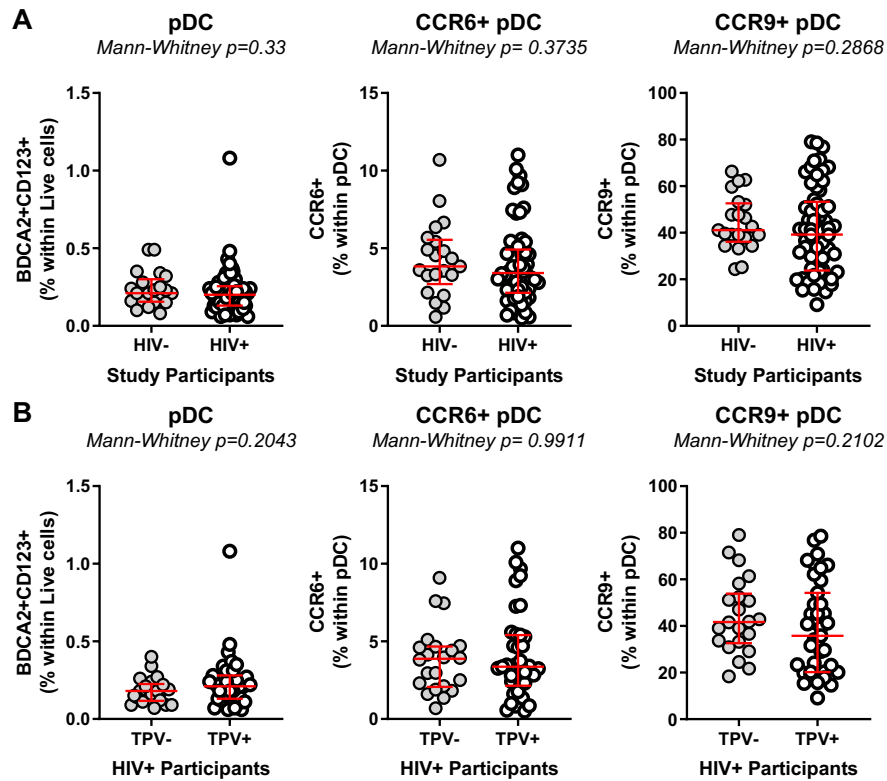 A
pDC
Mann-Whitney p=0.33
BDCA2+CD123+
(% within Live cells)
1.5
1.0
0.5
0.0
HIV-
HIV+
Study Participants
CCR6+ pDC
Mann-Whitney p= 0.3735
CCR6+
(% within pDC)
15
10
5
0
HIV-
HIV+
Study Participants
CCR9+ pDC
Mann-Whitney p=0.2868
CCR9+
(% within pDC)
100
80
60
40
20
0
HIV-
HIV+
Study Participants
B
pDC
Mann-Whitney p=0.2043
BDCA2+CD123+
(% within Live cells)
1.5
1.0
0.5
0.0
TPV-
TPV+
HIV+ Participants
CCR6+ pDC
Mann-Whitney p= 0.9911
CCR6+
(% within pDC)
15
10
5
0
TPV-
TPV+
HIV+ Participants
CCR9+ pDC
Mann-Whitney p=0.2102
CCR9+
(% within pDC)
100
80
60
40
20
0
TPV-
TPV+
HIV+ Participants